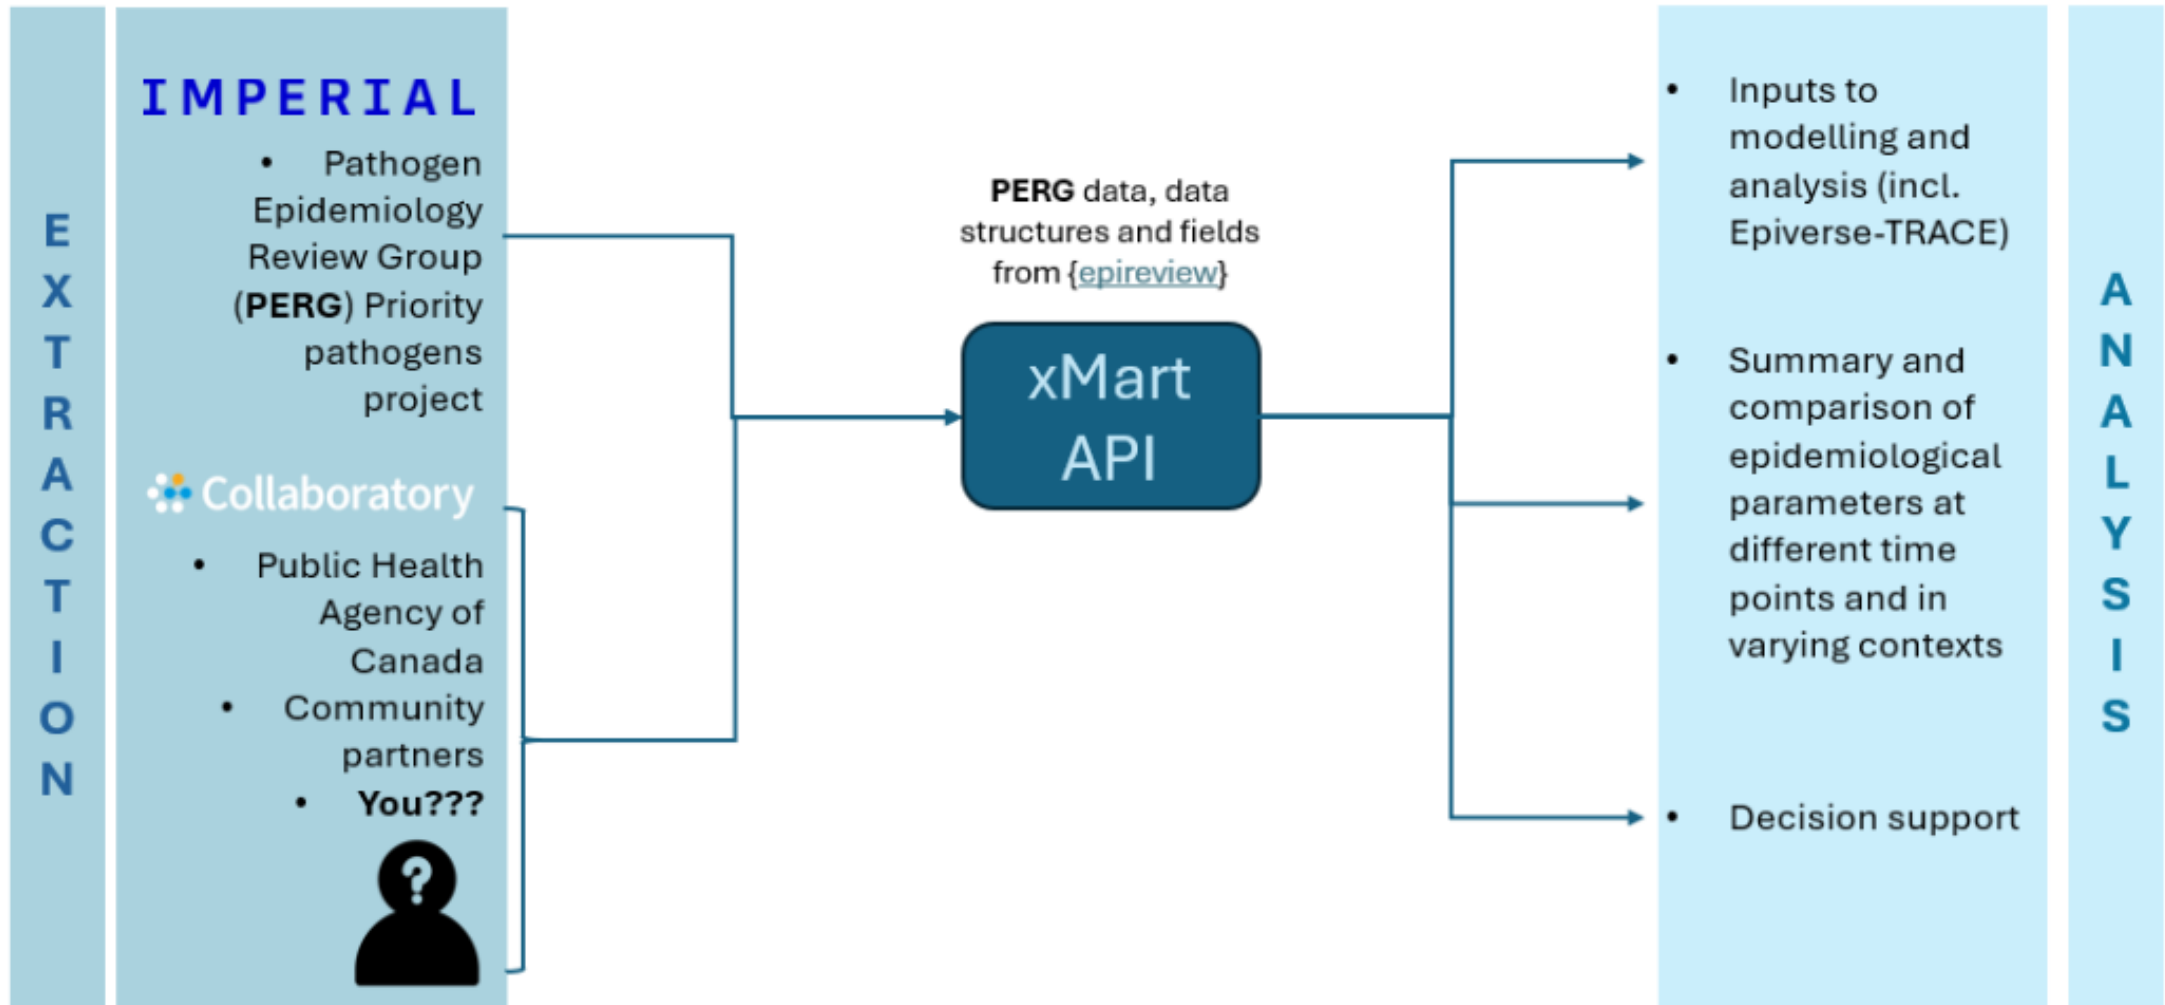 EXTRACTION
IMPERIAL
• Pathogen
Epidemiology
Review Group
(PERG) Priority
pathogens
project
Collaboratory
• Public Health
Agency of
Canada
• Community
partners
• You???
?
PERG data, data
structures and fields
from {epireview}
xMart
API
• Inputs to
modelling and
analysis (incl.
Epiverse-TRACE)
• Summary and
comparison of
epidemiological
parameters at
different time
points and in
varying contexts
• Decision support
ANALYSIS